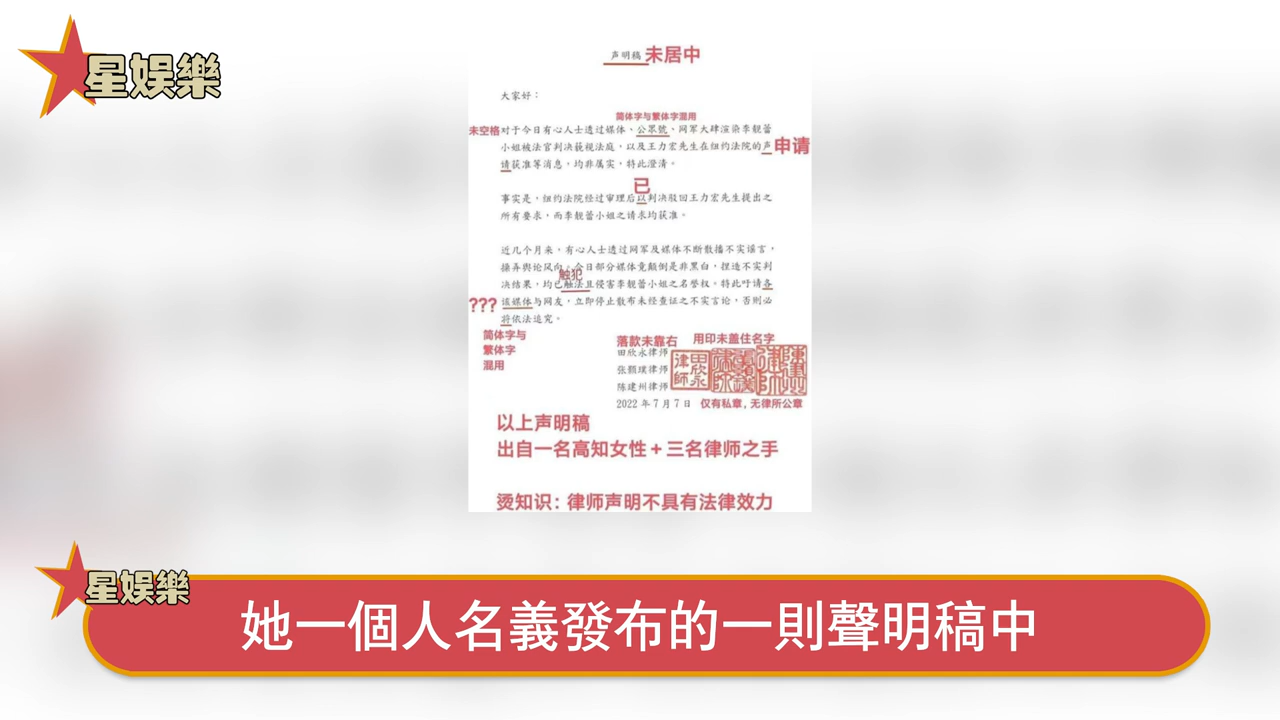 星娱樂
声明稿 未居中
大家好：
简体字与繁体字混用
未空格 对于今日有心人士透过媒体、公眾號，网军大肆渲染李靓蕾
小姐被法官判决藐视法庭，以及王力宏先生在纽约法院的声 申请
请获准等消息，均非属实，特此澄清。
已
事实是，纽约法院经过审理后以判决驳回王力宏先生提出之
所有要求，而李靓蕾小姐之请求均获准。
近几个月来，有心人士透过网军及媒体不断散播不实谣言，
操弄舆论风向。今日部分媒体竟颠倒是非黑白，捏造不实判
触犯
决结果，均已触法且侵害李靓蕾小姐之名誉权。特此吁请各
??? 该媒体与网友，立即停止散布未经查证之不实言论，否则必
将依法追究。
简体字与
繁体字
混用
落款未靠右 用印未盖住名字
田欣永律师
张颢璞律师
陈建州律师
律師田欣永
2022 年 7 月 7 日 仅有私章，无律所公章
以上声明稿
出自一名高知女性+三名律师之手
烫知识：律师声明不具有法律效力
星娱樂
她一個人名義發布的一則聲明稿中